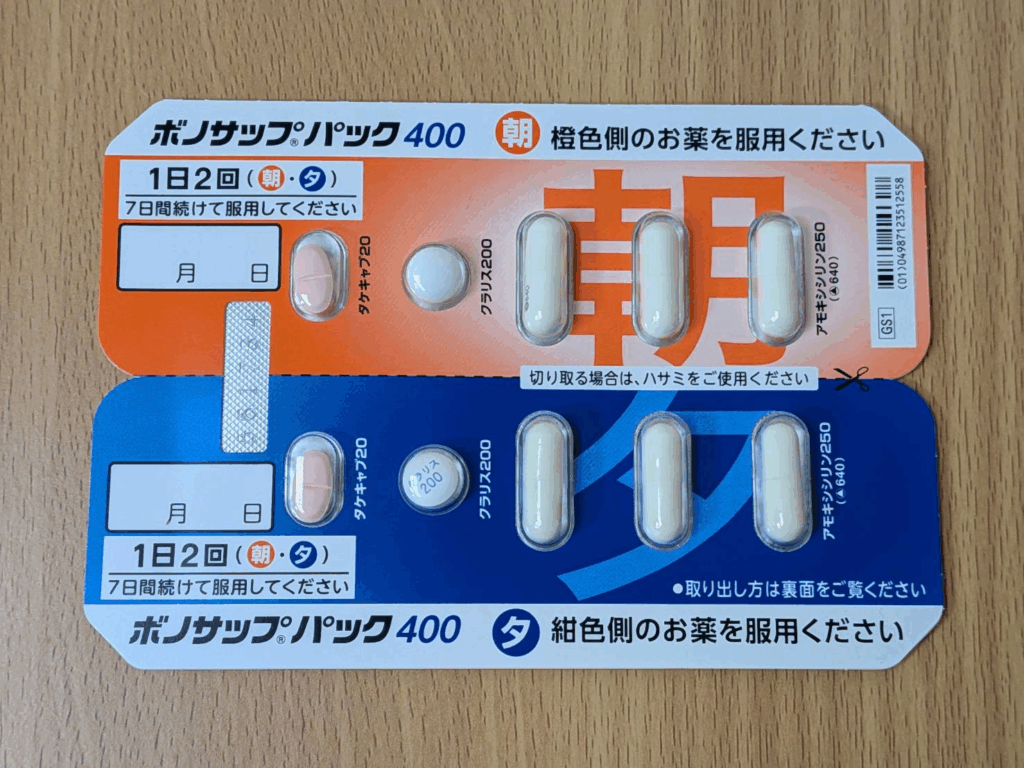 ボノサップ®パック400 朝 橙色側のお薬を服用ください
1日2回(朝・夕)
7日間続けて服用してください
月 日
タケキャブ20
クラリス200
朝
アモキシシリン250
(▲640)
(01)04987123512558
GS1
切り取る場合は、ハサミをご使用ください
夕
月 日
タケキャブ20
クラリス
200
クラリス200
アモキシシリン250
(▲640)
1日2回(朝・夕)
7日間続けて服用してください
●取り出し方は裏面をご覧ください
ボノサップ®パック400 夕 紺色側のお薬を服用ください